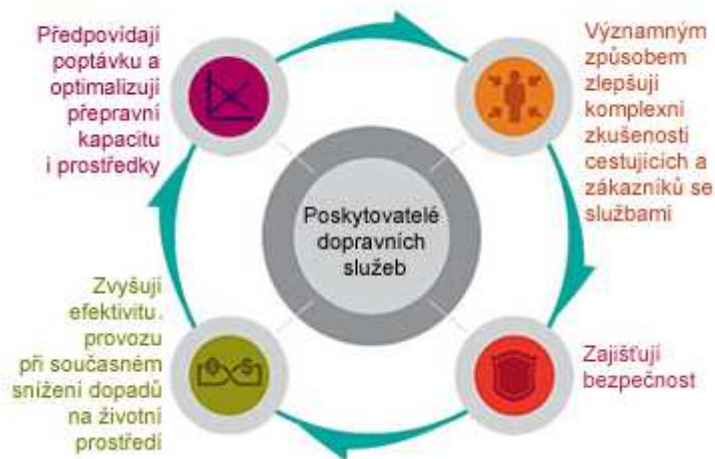 Předpovídají
poptávku a
optimalizují
přepravní
kapacitu
i prostředky
Významným
způsobem
zlepšují
komplexní
zkušenosti
cestujících a
zákazníků se
službami
Poskytovatelé
dopravních
služeb
Zvyšují
efektivitu.
provozu
při současném
snížení dopadů
na životní
prostředí
Zajišťují
bezpečnost